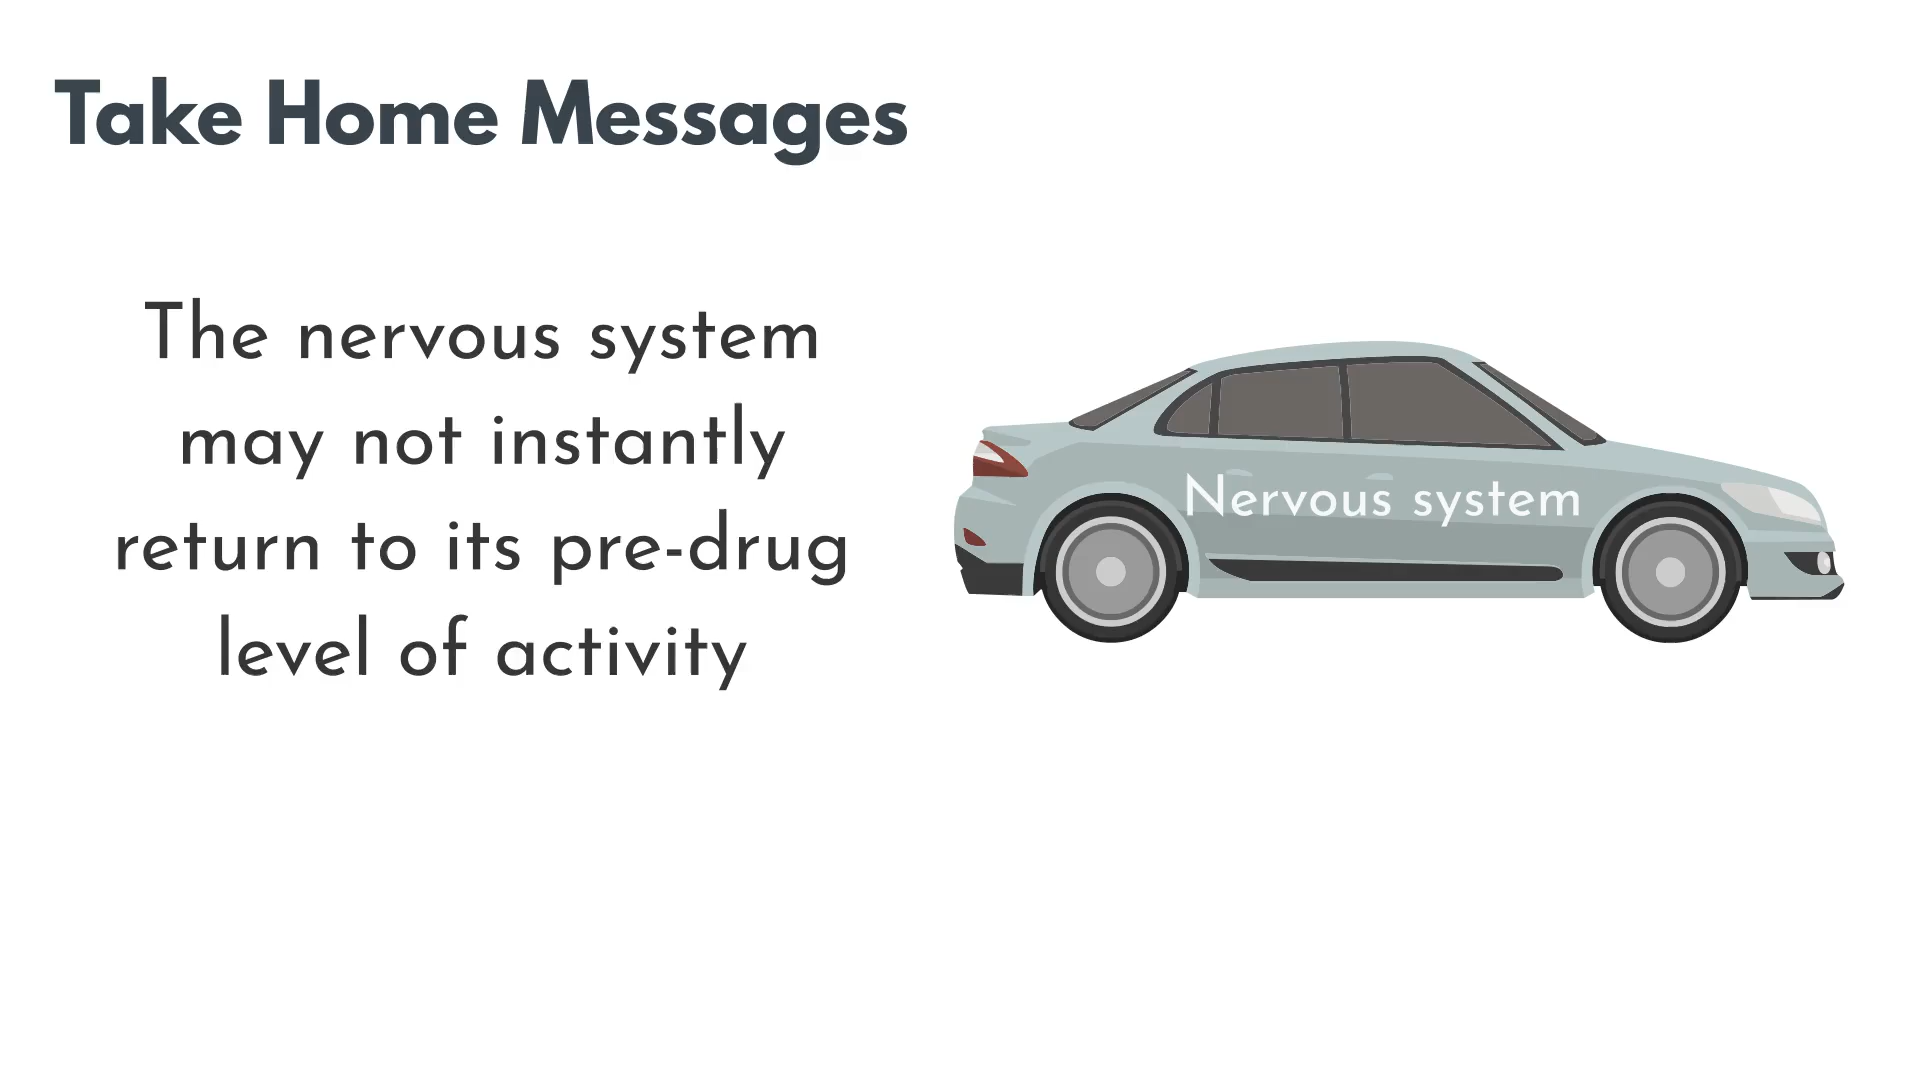 Take Home Messages
The nervous system
may not instantly
return to its pre-drug
level of activity
Nervous system